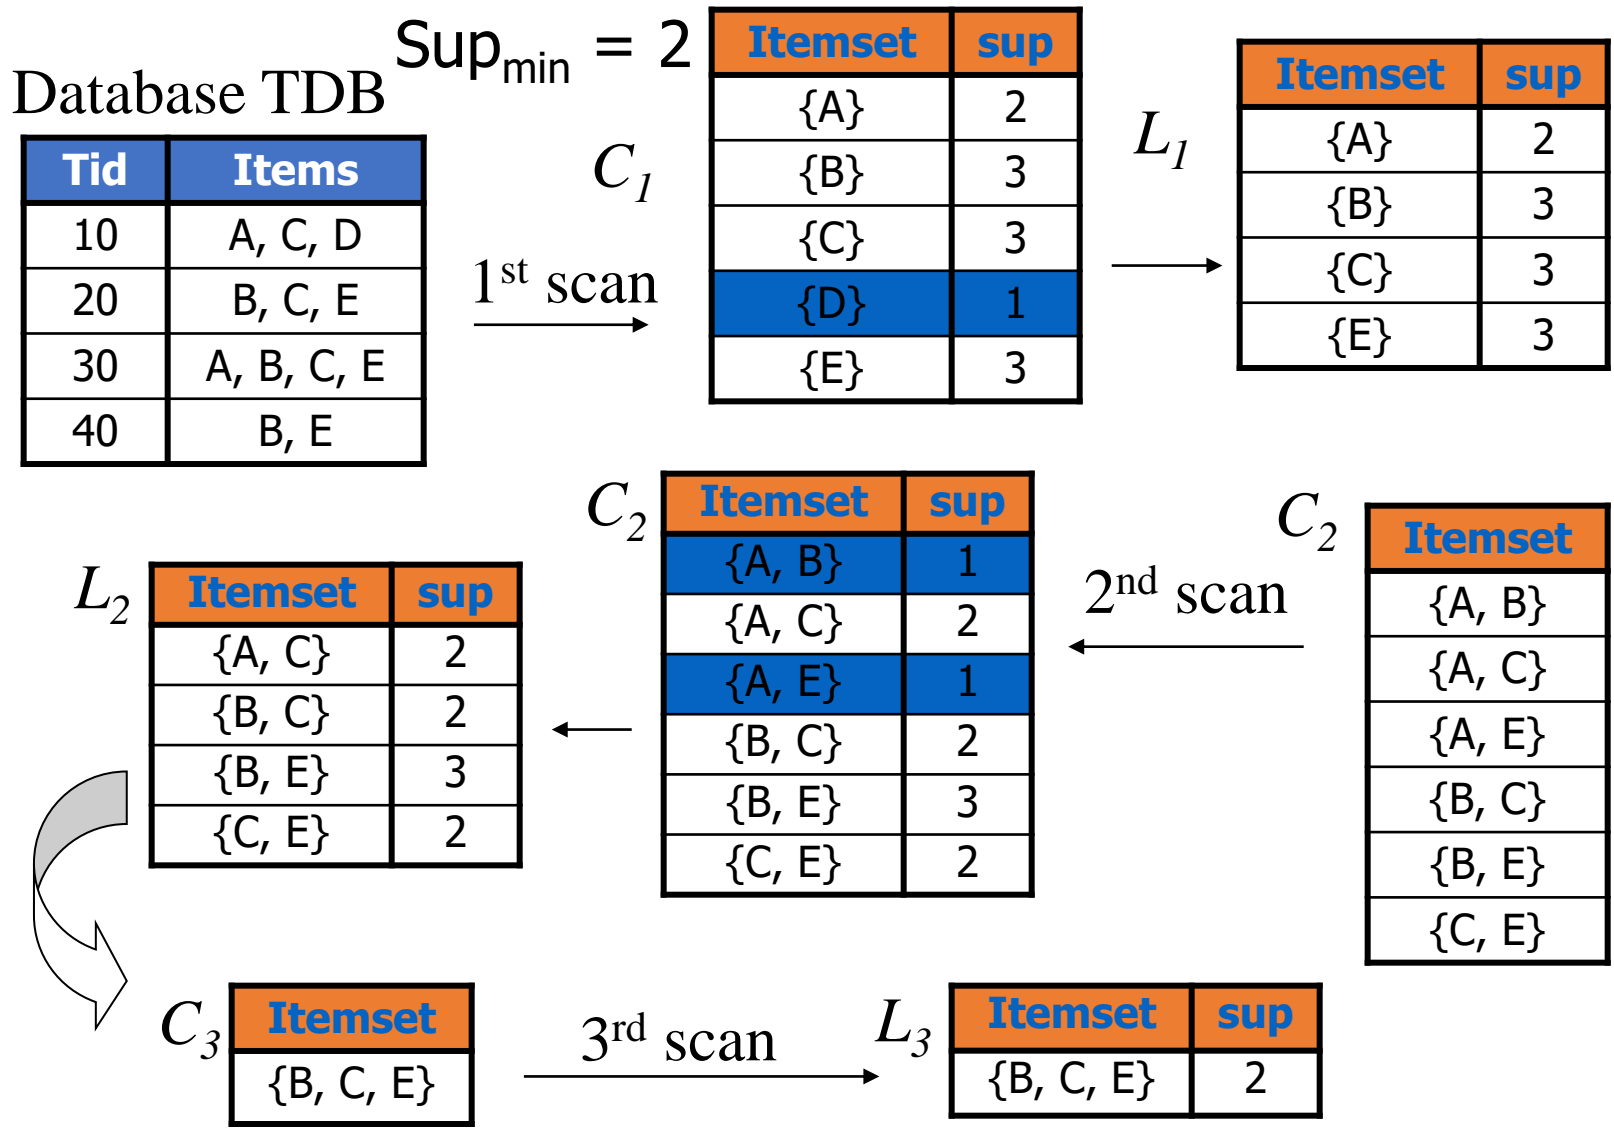 Sup_min = 2
Database TDB
Tid Items
10 A, C, D
20 B, C, E
30 A, B, C, E
40 B, E
1st scan
C1
Itemset sup
{A} 2
{B} 3
{C} 3
{D} 1
{E} 3
L1
Itemset sup
{A} 2
{B} 3
{C} 3
{E} 3
C2
Itemset
{A, B}
{A, C}
{A, E}
{B, C}
{B, E}
{C, E}
2nd scan
C2
Itemset sup
{A, B} 1
{A, C} 2
{A, E} 1
{B, C} 2
{B, E} 3
{C, E} 2
L2
Itemset sup
{A, C} 2
{B, C} 2
{B, E} 3
{C, E} 2
C3
Itemset
{B, C, E}
3rd scan
L3
Itemset sup
{B, C, E} 2